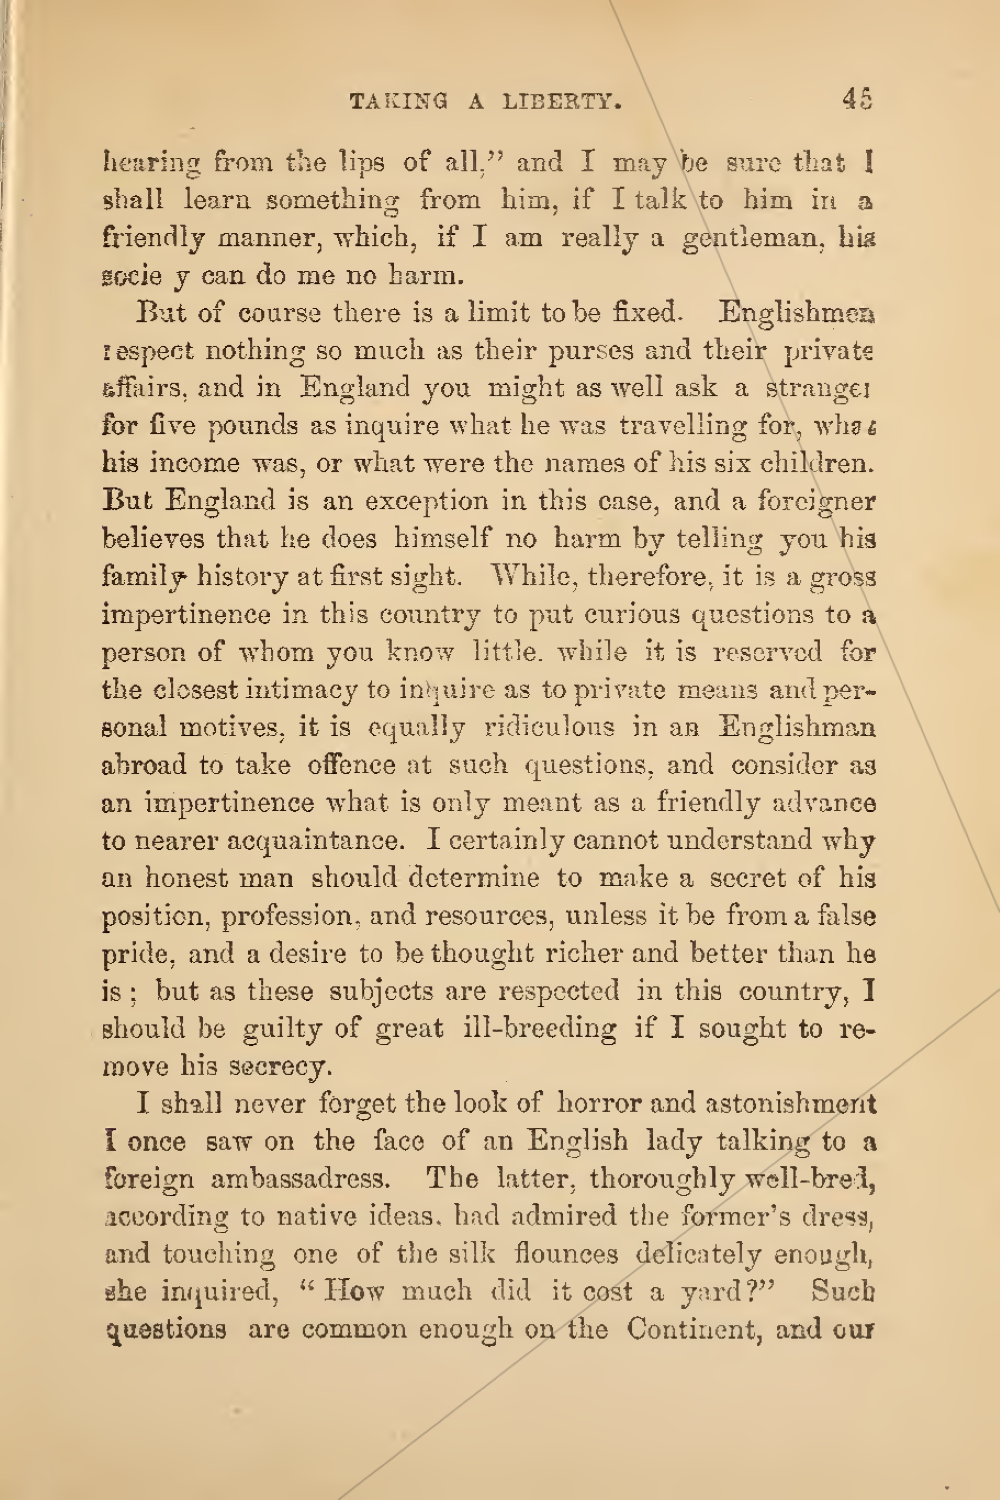 TAKING A LIBERTY. 45
hearing from the lips of all," and I may be sure that I
shall learn something from him, if I talk to him in a
friendly manner, which, if I am really a gentleman, his
socie y can do me no harm.
But of course there is a limit to be fixed. Englishmen
respect nothing so much as their purses and their private
affairs, and in England you might as well ask a stranger
for five pounds as inquire what he was travelling for, what
his income was, or what were the names of his six children.
But England is an exception in this case, and a foreigner
believes that he does himself no harm by telling you his
family history at first sight. While, therefore, it is a gross
impertinence in this country to put curious questions to a
person of whom you know little. while it is reserved for
the closest intimacy to inquire as to private means and per-
sonal motives, it is equally ridiculous in an Englishman
abroad to take offence at such questions, and consider as
an impertinence what is only meant as a friendly advance
to nearer acquaintance. I certainly cannot understand why
an honest man should determine to make a secret of his
position, profession, and resources, unless it be from a false
pride, and a desire to be thought richer and better than he
is ; but as these subjects are respected in this country, I
should be guilty of great ill-breeding if I sought to re-
move his secrecy.
I shall never forget the look of horror and astonishment
I once saw on the face of an English lady talking to a
foreign ambassadress. The latter, thoroughly well-bred,
according to native ideas, had admired the former's dress,
and touching one of the silk flounces delicately enough,
she inquired, "How much did it cost a yard?" Such
questions are common enough on the Continent, and our